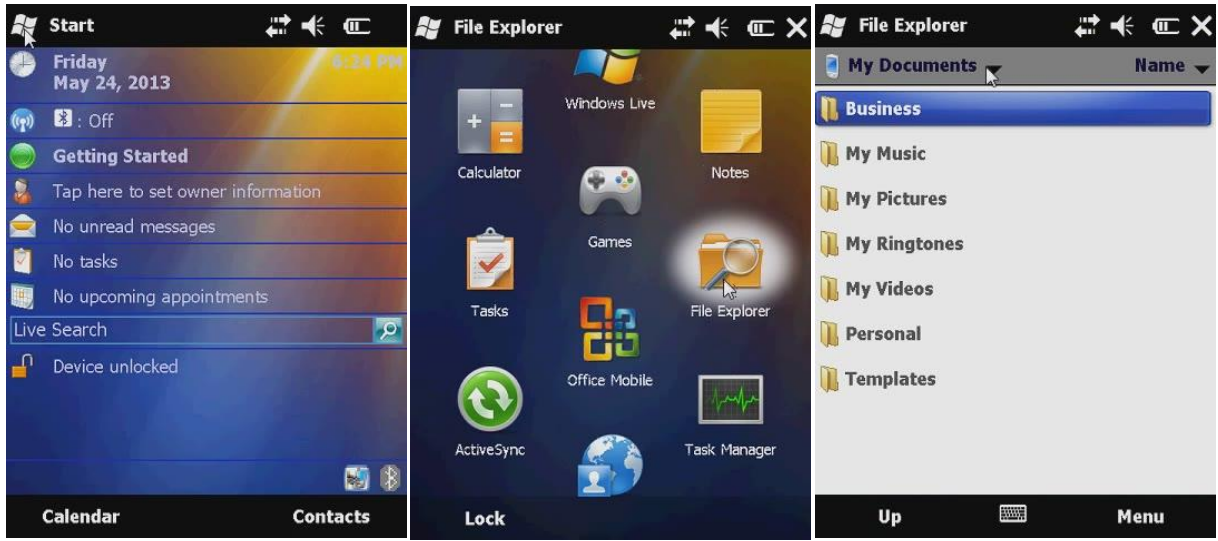 Start
Friday
May 24, 2013
6:24 PM
: Off
Getting Started
Tap here to set owner information
No unread messages
No tasks
No upcoming appointments
Live Search
Device unlocked
Calendar Contacts
File Explorer
Windows Live
Calculator
Notes
Games
Tasks
File Explorer
Office Mobile
ActiveSync
Task Manager
Lock
File Explorer
My Documents Name
Business
My Music
My Pictures
My Ringtones
My Videos
Personal
Templates
Up Menu